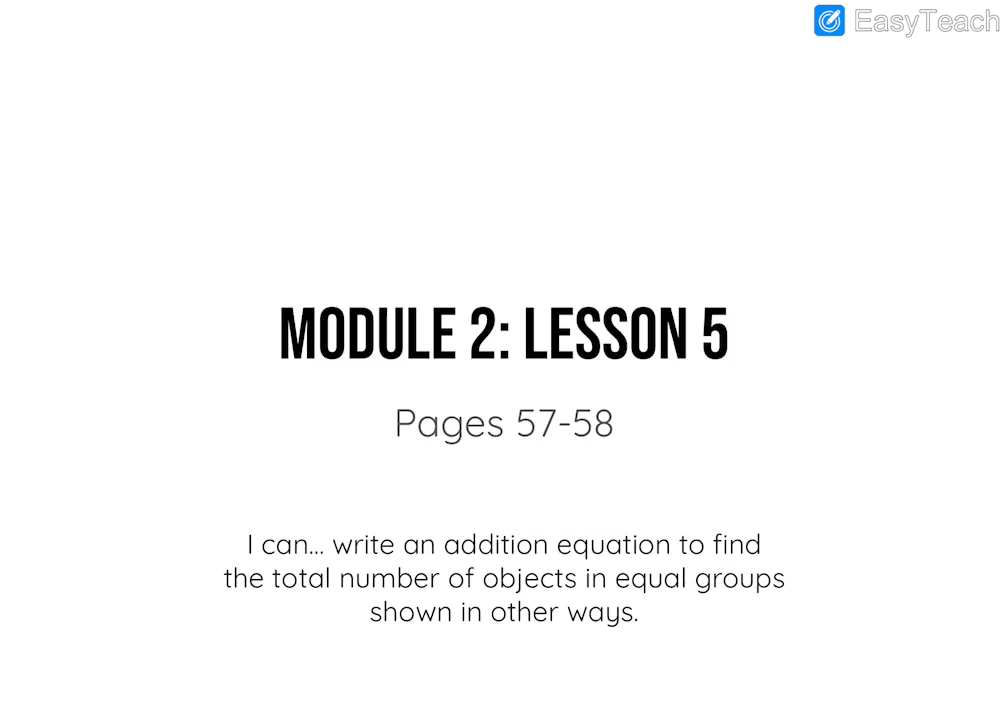 EasyTeach
MODULE 2: LESSON 5
Pages 57-58
I can... write an addition equation to find
the total number of objects in equal groups
shown in other ways.